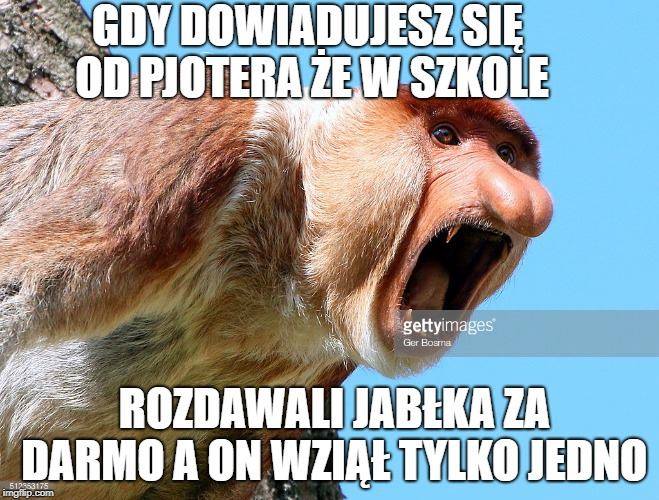 GDY DOWIADUJESZ SIĘ
OD PJOTERA ŻE W SZKOLE
gettyimages®
Ger Bosma
ROZDAWALI JABŁKA ZA
DARMO A ON WZIĄŁ TYLKO JEDNO
512353175
imgflip.com